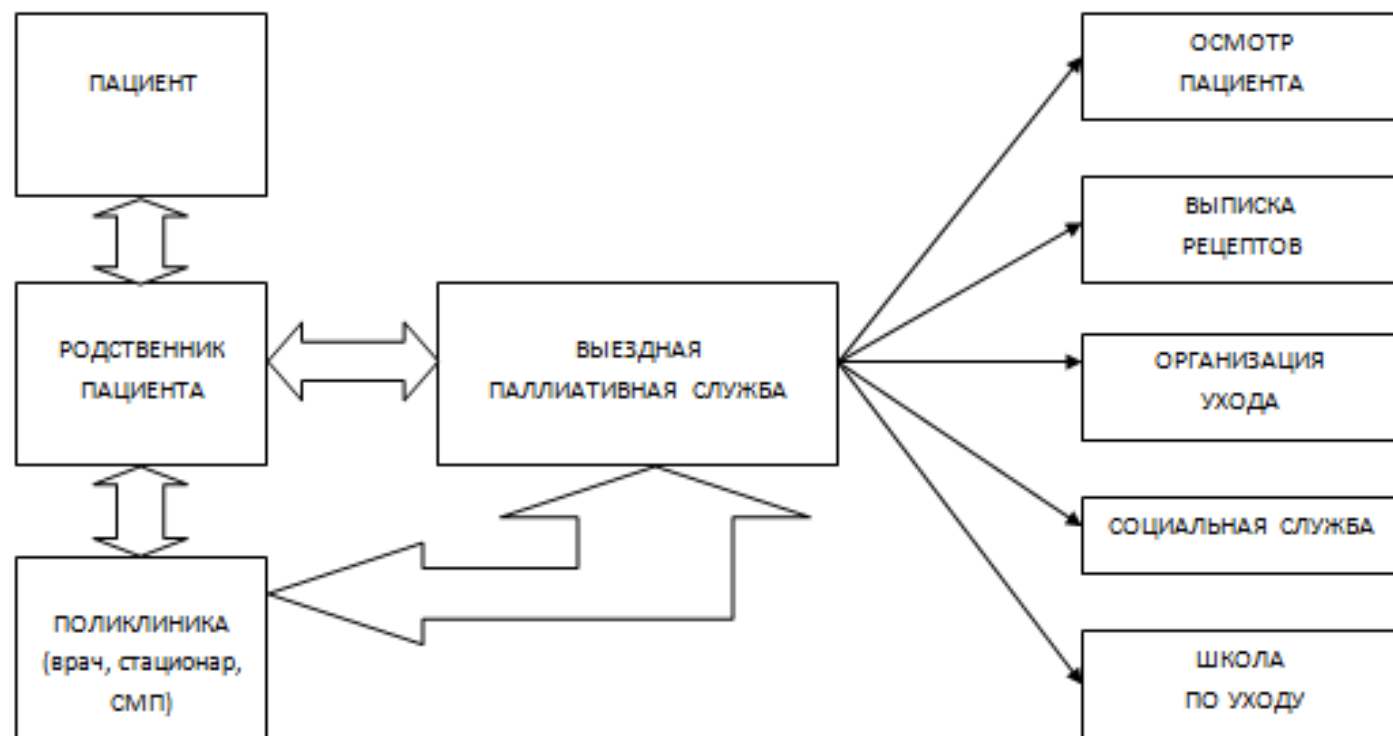 ПАЦИЕНТ
РОДСТВЕННИК
ПАЦИЕНТА
ПОЛИКЛИНИКА
(врач, стационар,
СМП)
ВЫЕЗДНАЯ
ПАЛЛИАТИВНАЯ СЛУЖБА
ОСМОТР
ПАЦИЕНТА
ВЫПИСКА
РЕЦЕПТОВ
ОРГАНИЗАЦИЯ
УХОДА
СОЦИАЛЬНАЯ СЛУЖБА
ШКОЛА
ПО УХОДУ